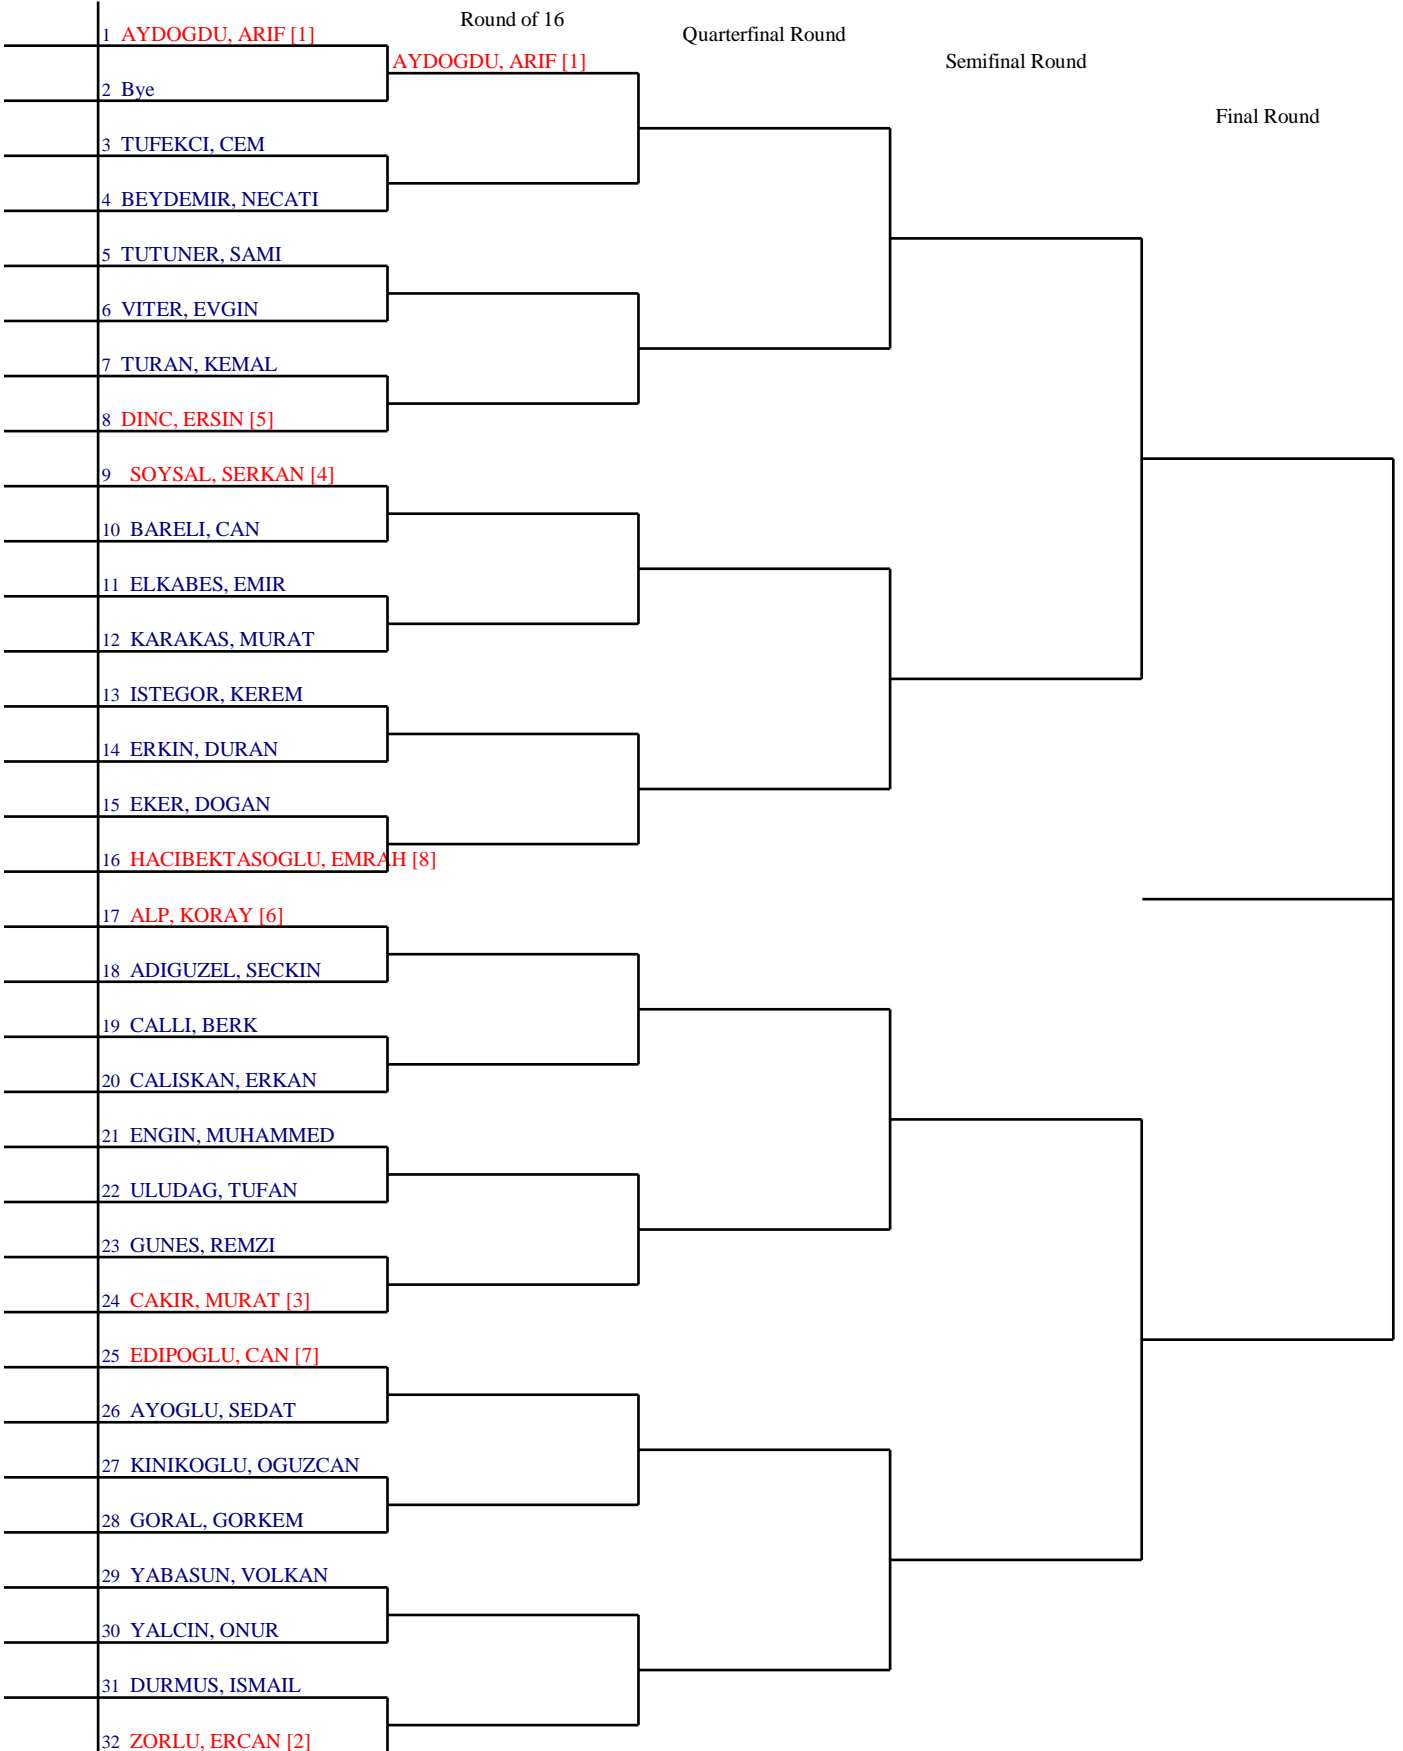 Round of 16
Quarterfinal Round
Semifinal Round
Final Round
1 AYDOGDU, ARIF [1]
AYDOGDU, ARIF [1]
2 Bye
3 TUFEKCI, CEM
4 BEYDEMIR, NECATI
5 TUTUNER, SAMI
6 VITER, EVGIN
7 TURAN, KEMAL
8 DINC, ERSIN [5]
9 SOYSAL, SERKAN [4]
10 BARELI, CAN
11 ELKABES, EMIR
12 KARAKAS, MURAT
13 ISTEGOR, KEREM
14 ERKIN, DURAN
15 EKER, DOGAN
16 HACIBEKTASOGLU, EMRAH [8]
17 ALP, KORAY [6]
18 ADIGUZEL, SECKIN
19 CALLI, BERK
20 CALISKAN, ERKAN
21 ENGIN, MUHAMMED
22 ULUDAG, TUFAN
23 GUNES, REMZI
24 CAKIR, MURAT [3]
25 EDIPOGLU, CAN [7]
26 AYOGLU, SEDAT
27 KINIKOGLU, OGUZCAN
28 GORAL, GORKEM
29 YABASUN, VOLKAN
30 YALCIN, ONUR
31 DURMUS, ISMAIL
32 ZORLU, ERCAN [2]